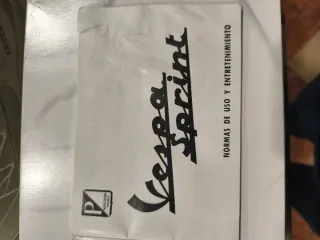 Vespa
Sprint
NORMAS DE USO Y ENTRETENIMIENTO